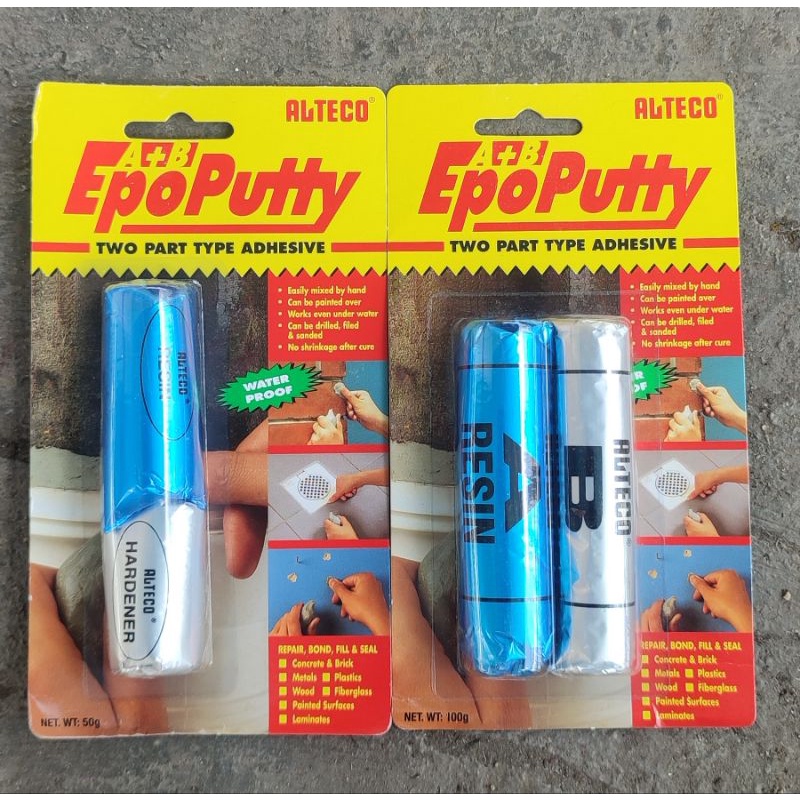 ALTECO®
A+B
EpoPutty
TWO PART TYPE ADHESIVE
• Easily mixed by hand
• Can be painted over
• Works even under water
• Can be drilled, filed
& sanded
• No shrinkage after cure
WATER
PROOF
ALTECO®
RESIN
ALTECO®
HARDENER
REPAIR, BOND, FILL & SEAL
Concrete & Brick
Metals Plastics
Wood Fiberglass
Painted Surfaces
Laminates
NET. WT: 50g
ALTECO®
A+B
EpoPutty
TWO PART TYPE ADHESIVE
• Easily mixed by hand
• Can be painted over
• Works even under water
• Can be drilled, filed
& sanded
• No shrinkage after cure
R
OF
A
RESIN
ALTECO®
B
REPAIR, BOND, FILL & SEAL
Concrete & Brick
Metals Plastics
Wood Fiberglass
Painted Surfaces
Laminates
NET. WT: 100g